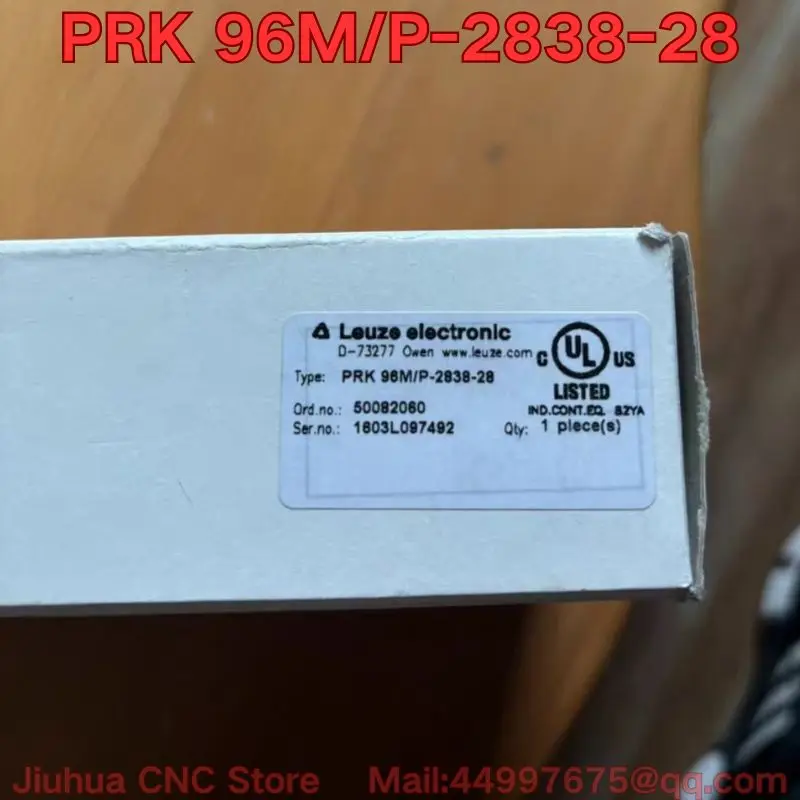 PRK 96M/P-2838-28
Leuze electronic
D-73277 Owen www.leuze.com
Type: PRK 96M/P-2838-28
Ord.no.: 50082060
Ser.no.: 1603L097492
C UL US
LISTED
IND.CONT.EQ. 8ZYA
Qty: 1 piece(s)
Jiuhua CNC Store Mail:44997675@qq.com